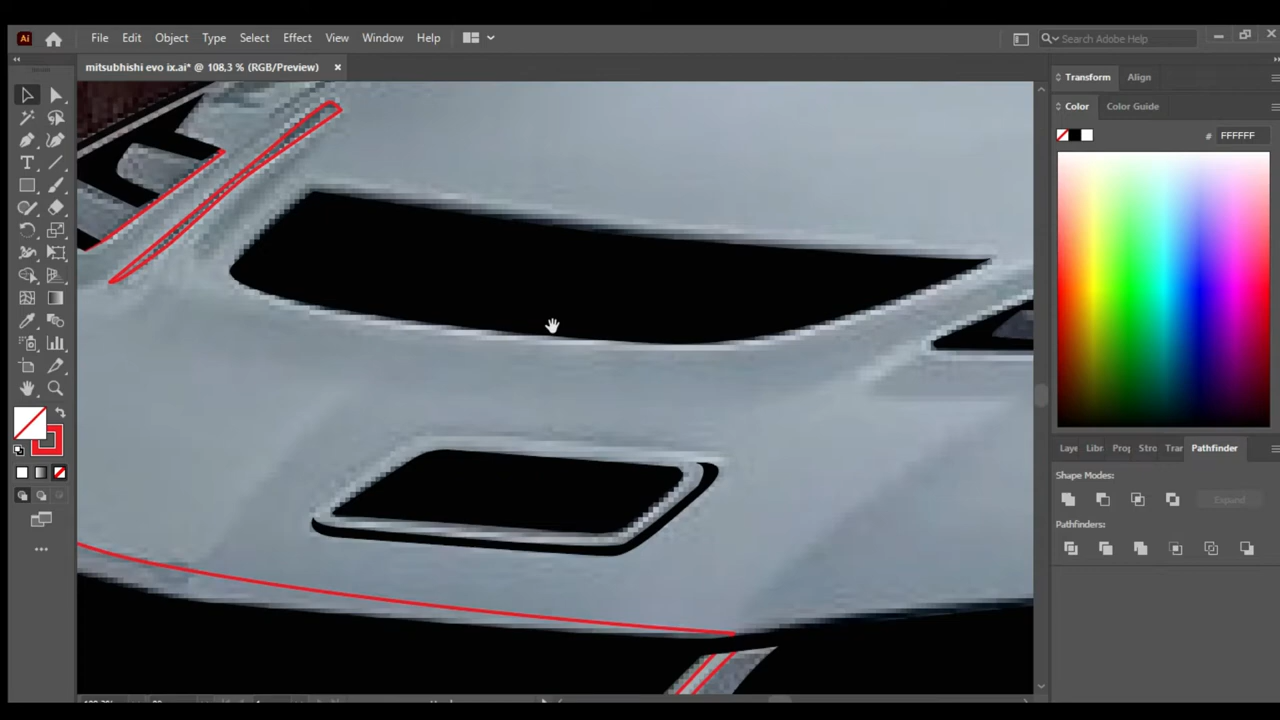 Ai File Edit Object Type Select Effect View Window Help Search Adobe Help
mitsubhishi evo ix.ai* @ 108,3 % (RGB/Preview) ×
Transform Align
Color Color Guide
# FFFFFF
Laye Libr Prop Stro Trar Pathfinder
Shape Modes:
Expand
Pathfinders: